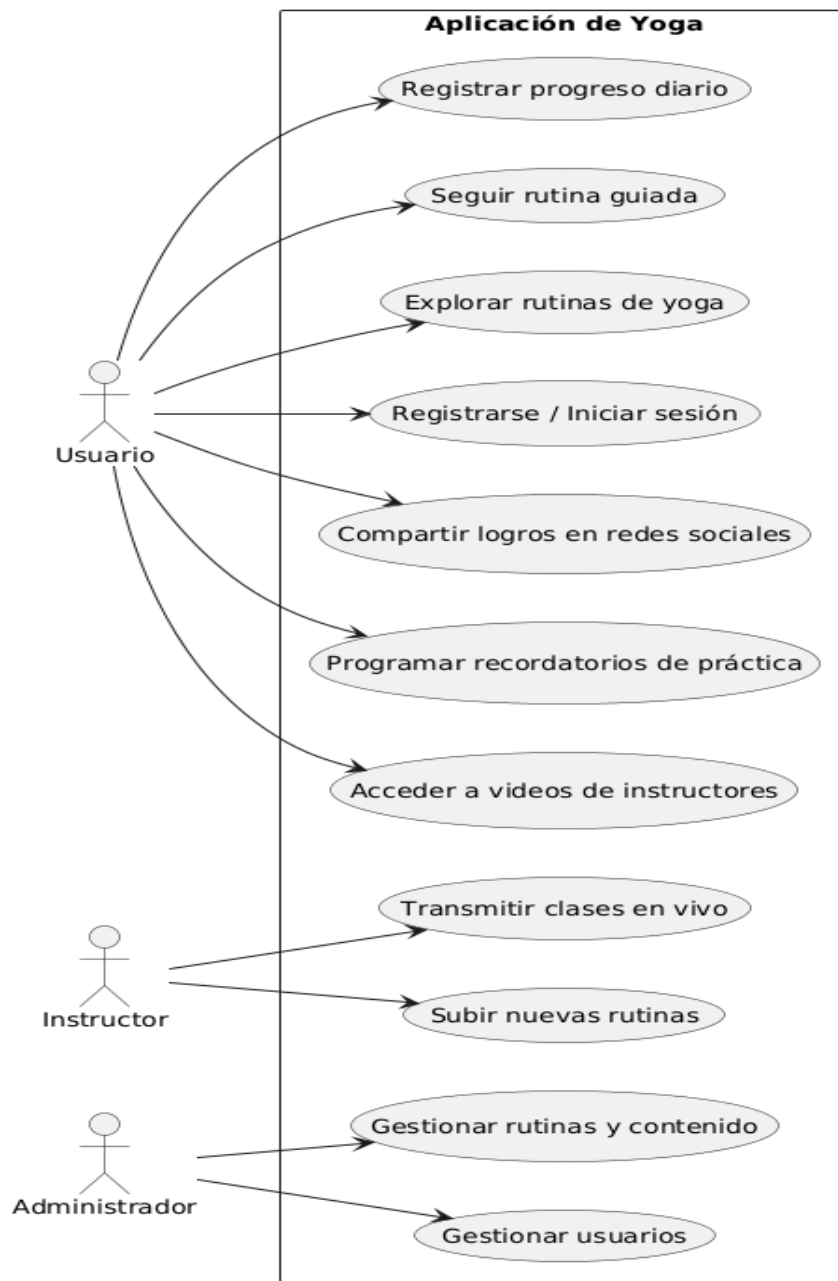 Aplicación de Yoga
Registrar progreso diario
Seguir rutina guiada
Explorar rutinas de yoga
Registrarse / Iniciar sesión
Usuario
Compartir logros en redes sociales
Programar recordatorios de práctica
Acceder a videos de instructores
Transmitir clases en vivo
Instructor
Subir nuevas rutinas
Gestionar rutinas y contenido
Administrador
Gestionar usuarios